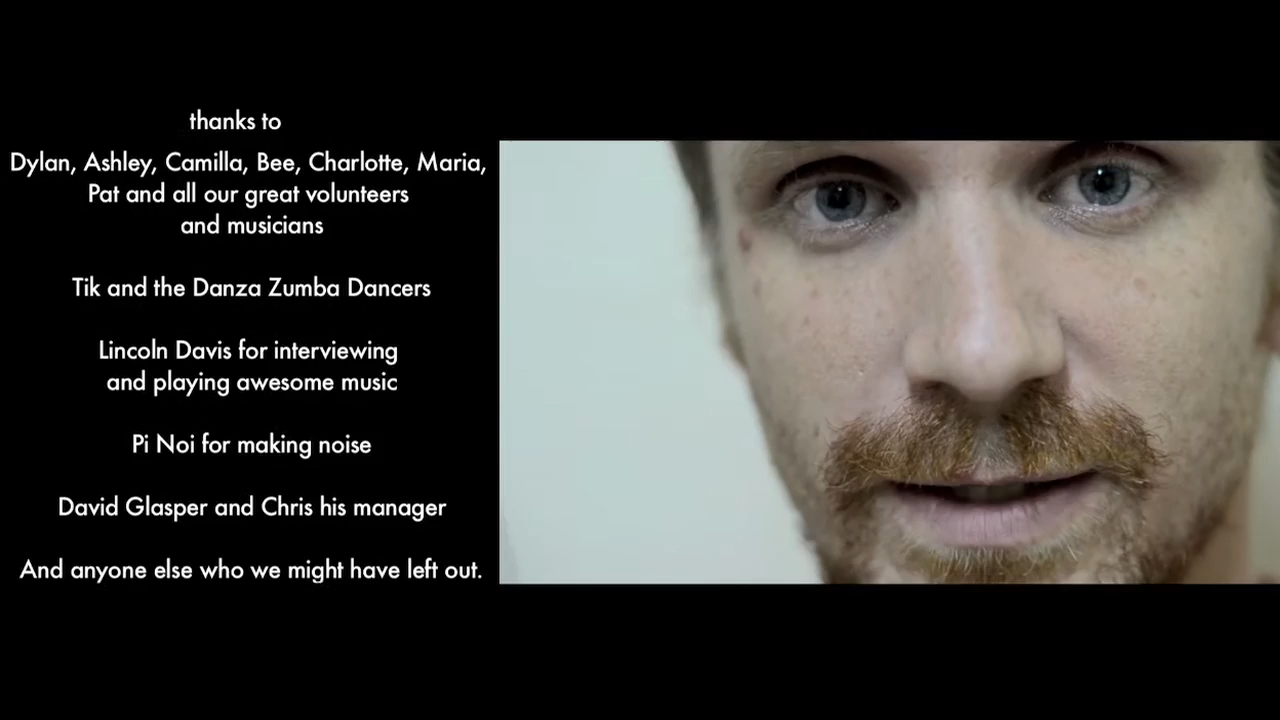 thanks to
Dylan, Ashley, Camilla, Bee, Charlotte, Maria,
Pat and all our great volunteers
and musicians
Tik and the Danza Zumba Dancers
Lincoln Davis for interviewing
and playing awesome music
Pi Noi for making noise
David Glasper and Chris his manager
And anyone else who we might have left out.